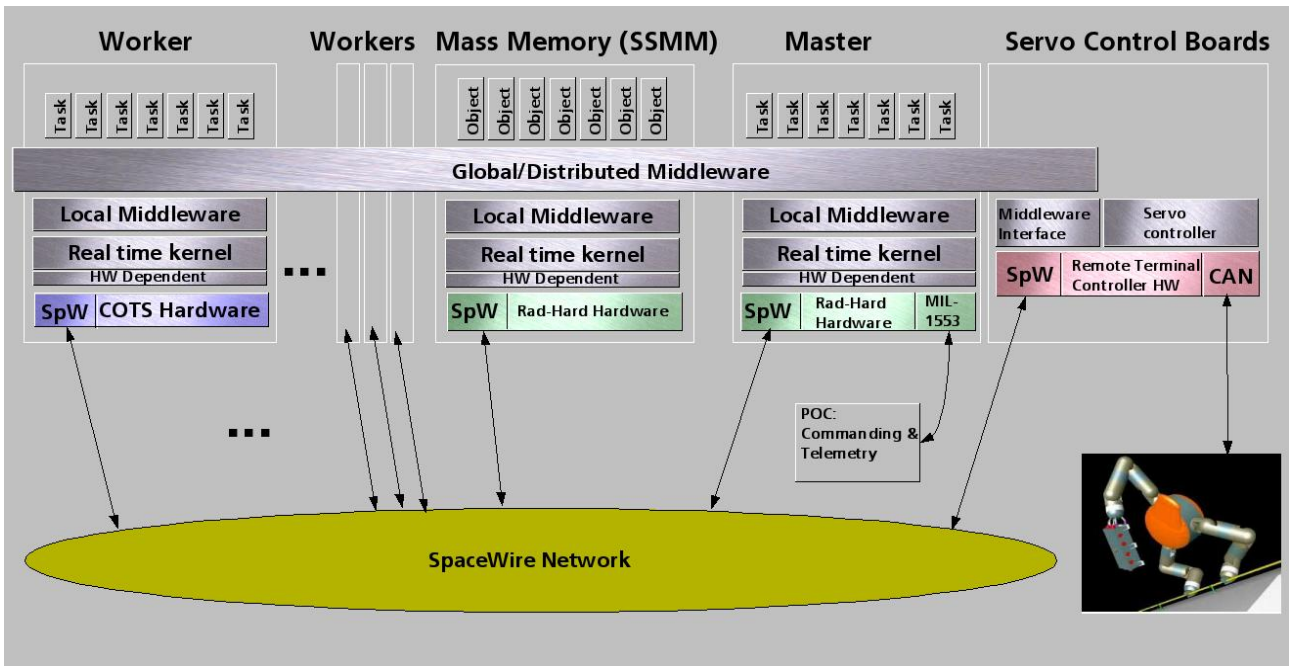 Worker
Workers
Mass Memory (SSMM)
Master
Servo Control Boards
Task
Task
Task
Task
Task
Task
Task
Object
Object
Object
Object
Object
Object
Object
Task
Task
Task
Task
Task
Task
Task
Global/Distributed Middleware
Local Middleware
Real time kernel
HW Dependent
SpW
COTS Hardware
...
Local Middleware
Real time kernel
HW Dependent
SpW
Rad-Hard Hardware
Local Middleware
Real time kernel
HW Dependent
SpW
Rad-Hard
Hardware
MIL-
1553
Middleware
Interface
Servo
controller
SpW
Remote Terminal
Controller HW
CAN
...
POC:
Commanding &
Telemetry
SpaceWire Network